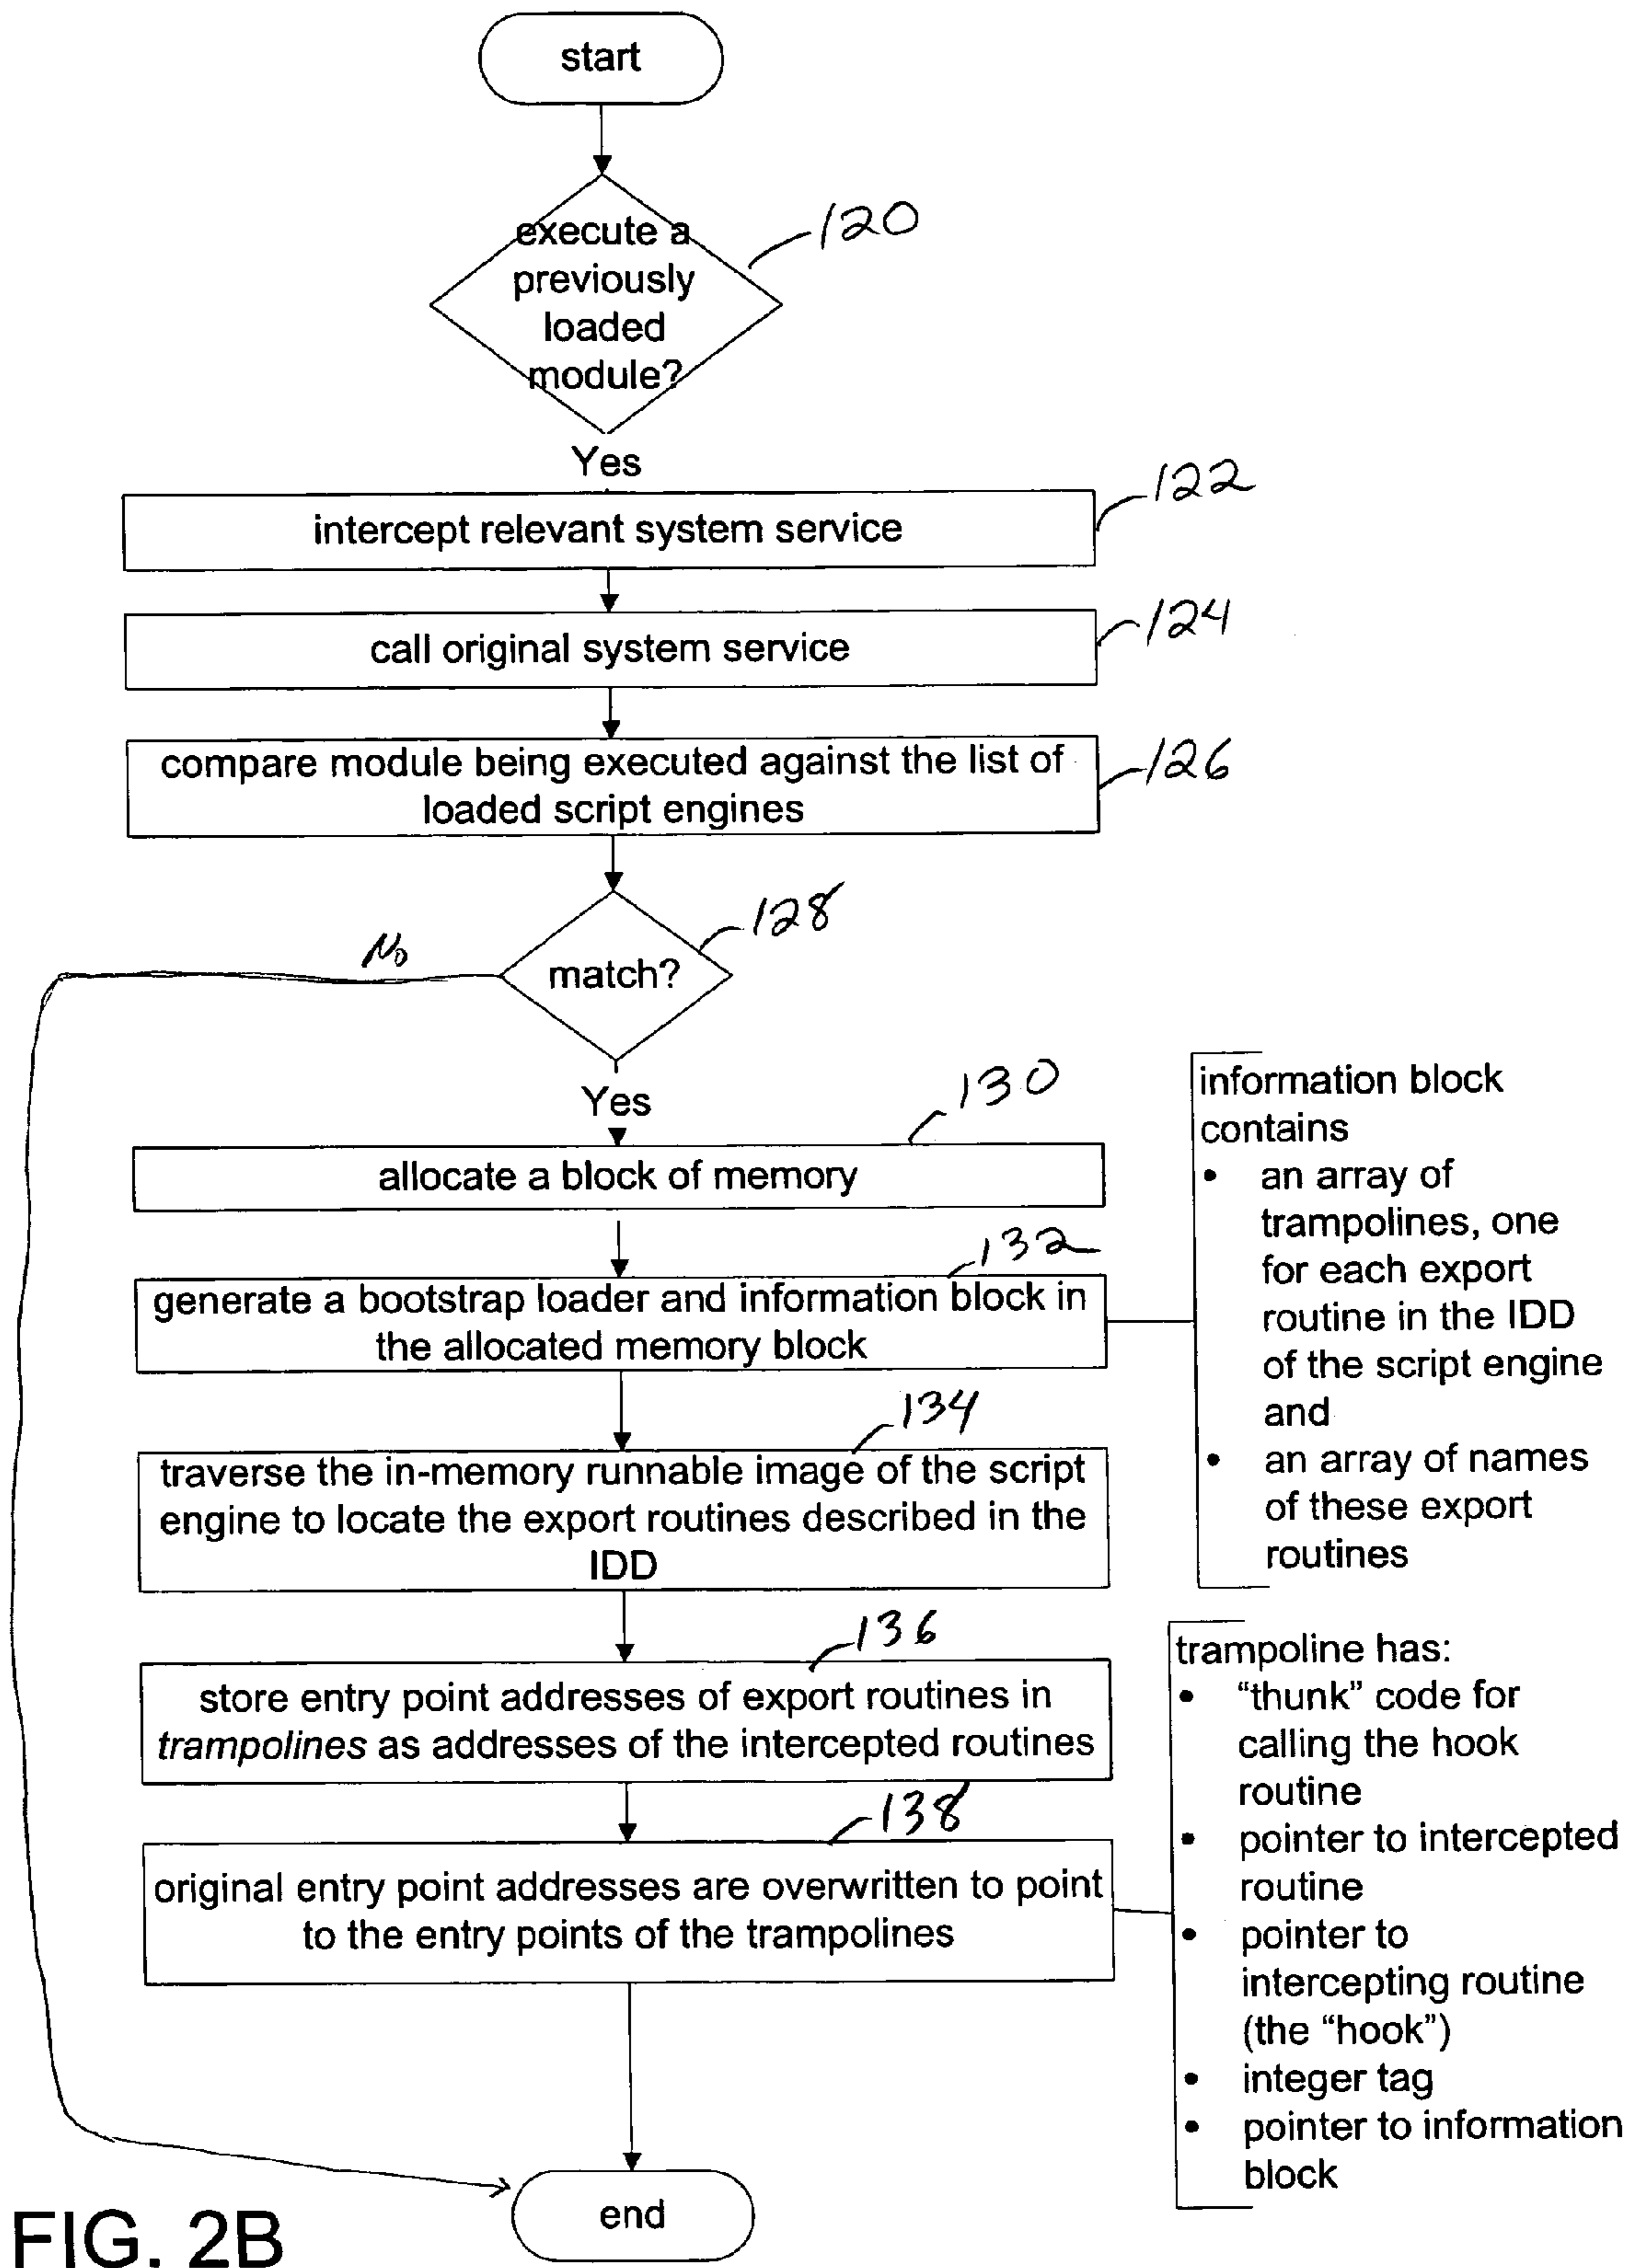 start
execute a
previously
loaded
module?
120
Yes
intercept relevant system service
122
call original system service
124
compare module being executed against the list of
loaded script engines
126
match?
128
No
Yes
130
allocate a block of memory
132
generate a bootstrap loader and information block in
the allocated memory block
information block
contains
• an array of
trampolines, one
for each export
routine in the IDD
of the script engine
and
• an array of names
of these export
routines
134
traverse the in-memory runnable image of the script
engine to locate the export routines described in the
IDD
136
store entry point addresses of export routines in
trampolines as addresses of the intercepted routines
138
original entry point addresses are overwritten to point
to the entry points of the trampolines
trampoline has:
• “thunk” code for
calling the hook
routine
• pointer to intercepted
routine
• pointer to
intercepting routine
(the “hook”)
• integer tag
• pointer to information
block
end
FIG. 2B